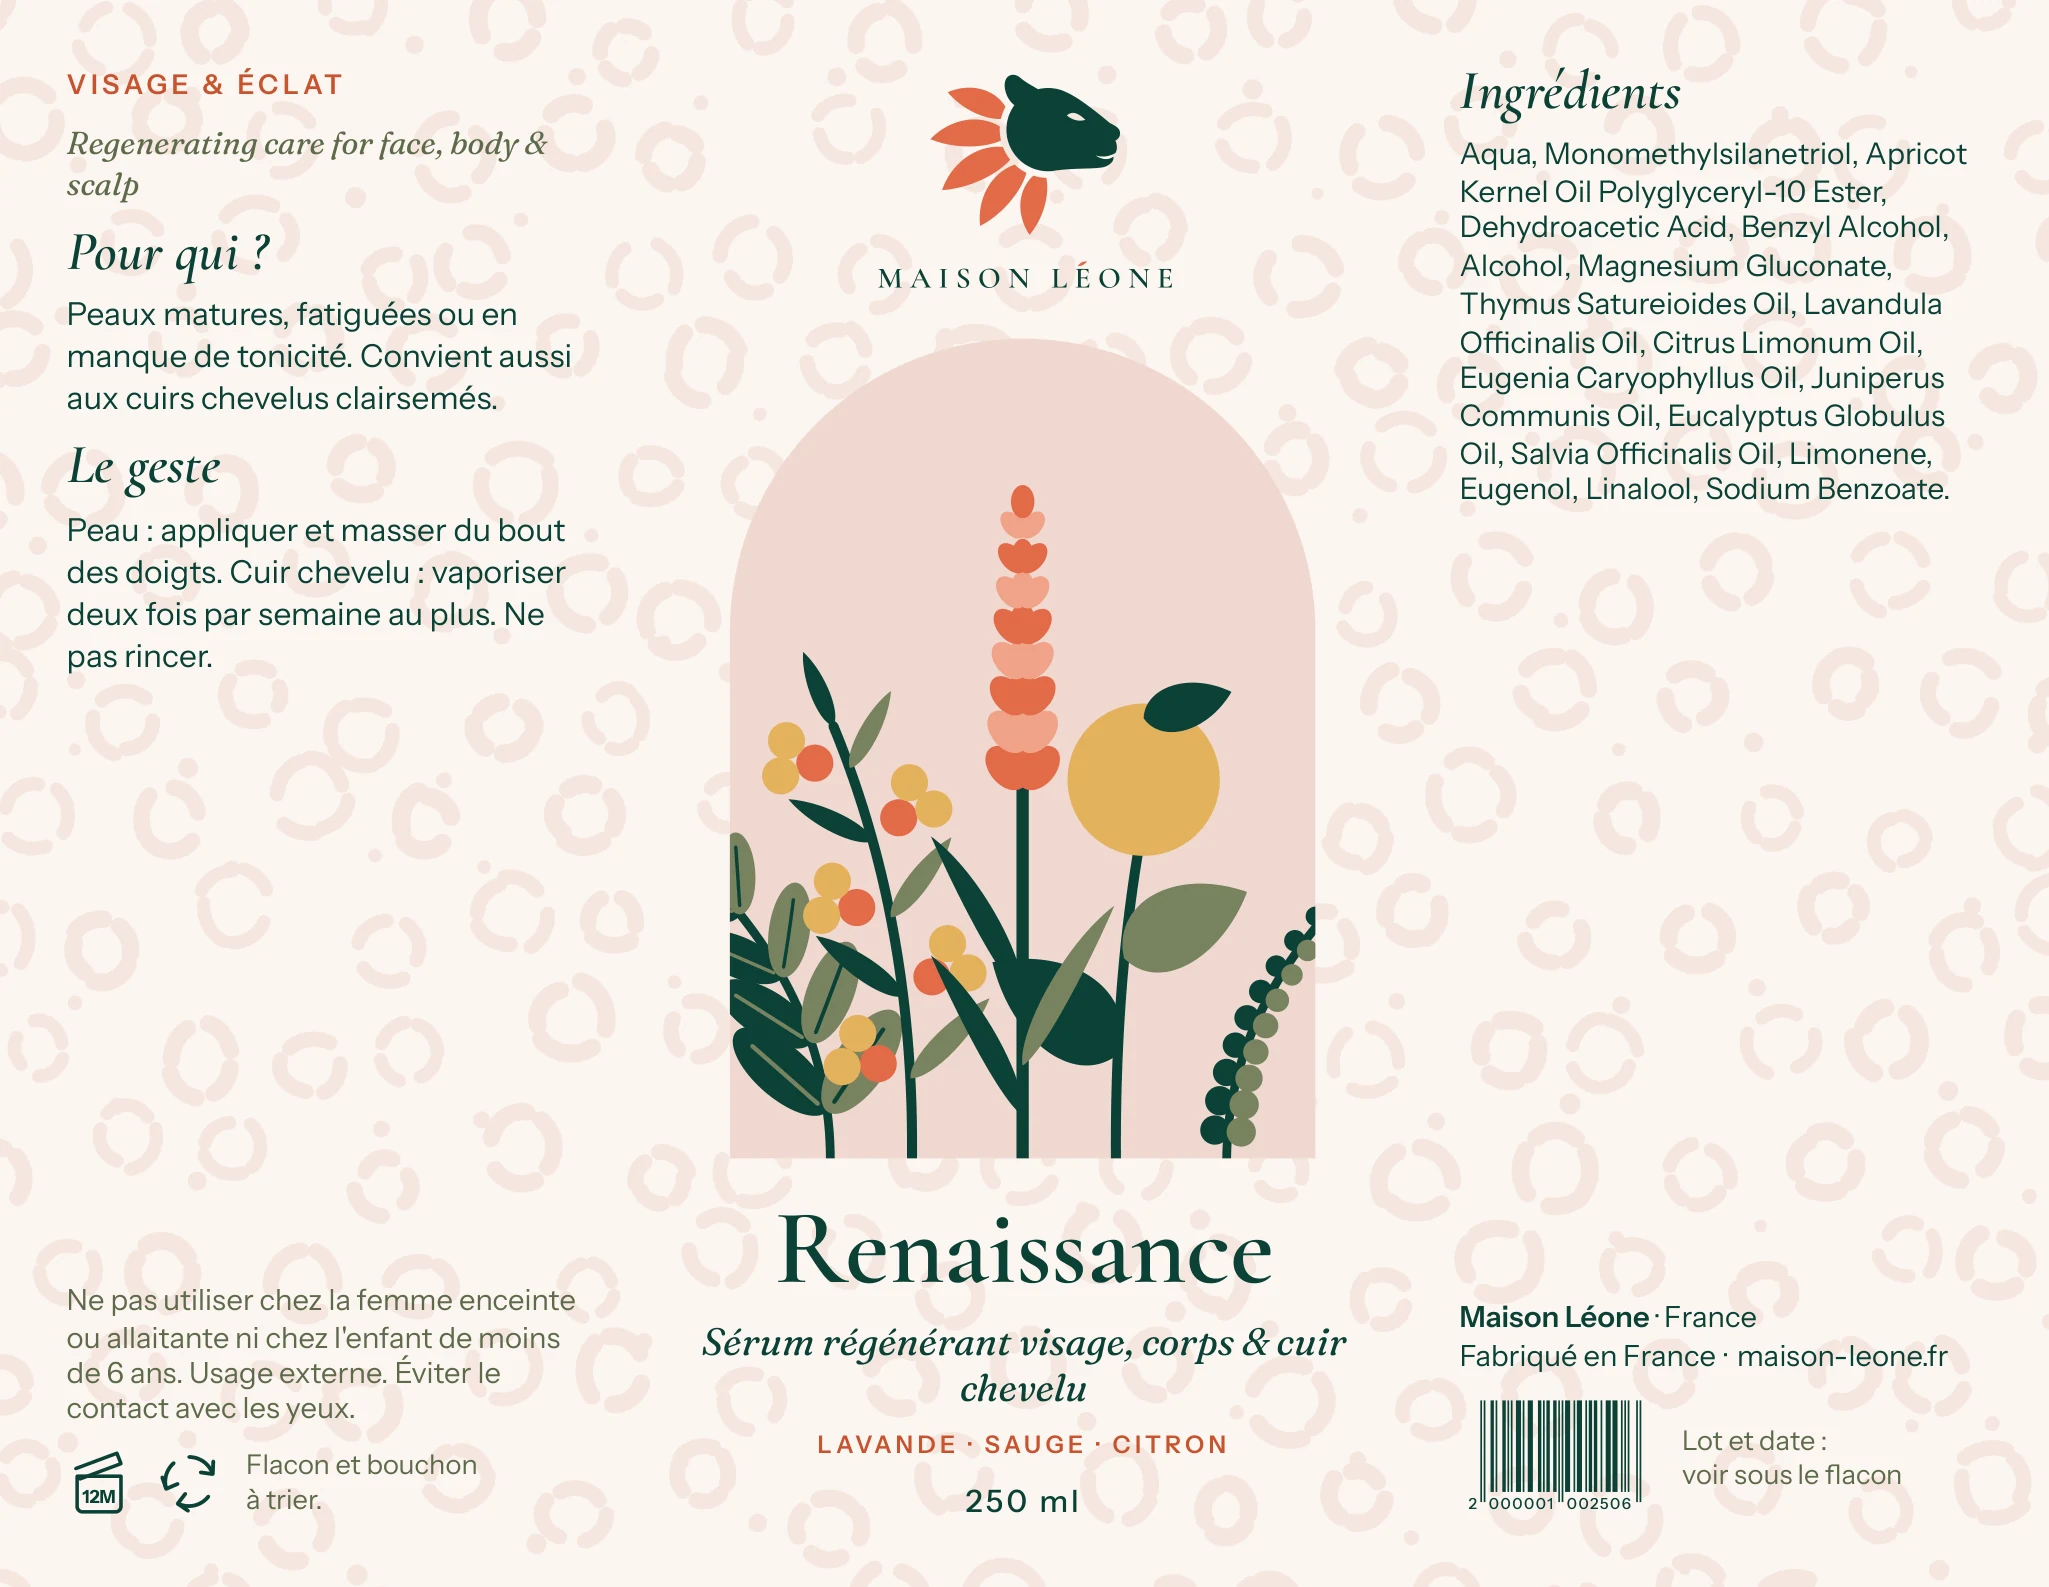 VISAGE & ÉCLAT
Regenerating care for face, body &
scalp
Pour qui ?
Peaux matures, fatiguées ou en
manque de tonicité. Convient aussi
aux cuirs chevelus clairsemés.
Le geste
Peau : appliquer et masser du bout
des doigts. Cuir chevelu : vaporiser
deux fois par semaine au plus. Ne
pas rincer.
Ne pas utiliser chez la femme enceinte
ou allaitante ni chez l'enfant de moins
de 6 ans. Usage externe. Éviter le
contact avec les yeux.
12M
Flacon et bouchon
à trier.
MAISON LÉONE
Renaissance
Sérum régénérant visage, corps & cuir
chevelu
LAVANDE · SAUGE · CITRON
250 ml
Ingrédients
Aqua, Monomethylsilanetriol, Apricot
Kernel Oil Polyglyceryl-10 Ester,
Dehydroacetic Acid, Benzyl Alcohol,
Alcohol, Magnesium Gluconate,
Thymus Satureioides Oil, Lavandula
Officinalis Oil, Citrus Limonum Oil,
Eugenia Caryophyllus Oil, Juniperus
Communis Oil, Eucalyptus Globulus
Oil, Salvia Officinalis Oil, Limonene,
Eugenol, Linalool, Sodium Benzoate.
Maison Léone · France
Fabriqué en France · maison-leone.fr
2 000001 002506
Lot et date :
voir sous le flacon